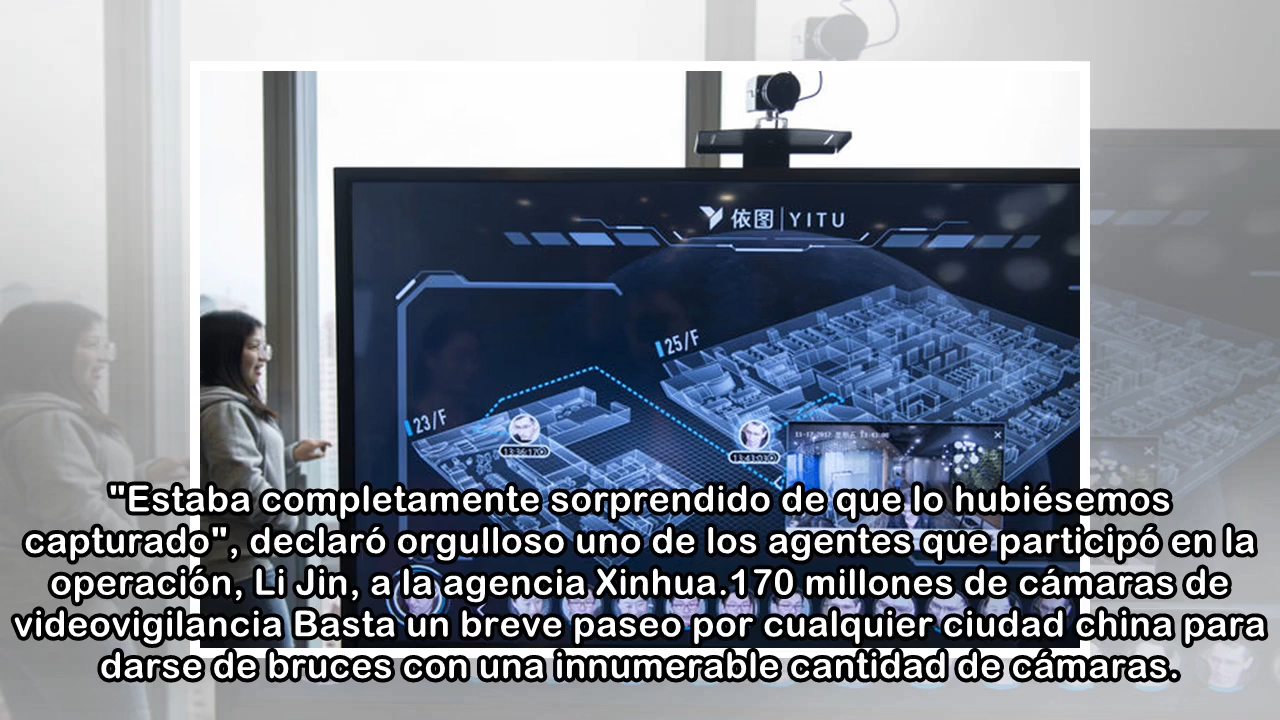 依图 | YITU
25/F
23/F
"Estaba completamente sorprendido de que lo hubiésemos
capturado", declaró orgulloso uno de los agentes que participó en la
operación, Li Jin, a la agencia Xinhua.170 millones de cámaras de
videovigilancia Basta un breve paseo por cualquier ciudad china para
darse de bruces con una innumerable cantidad de cámaras.